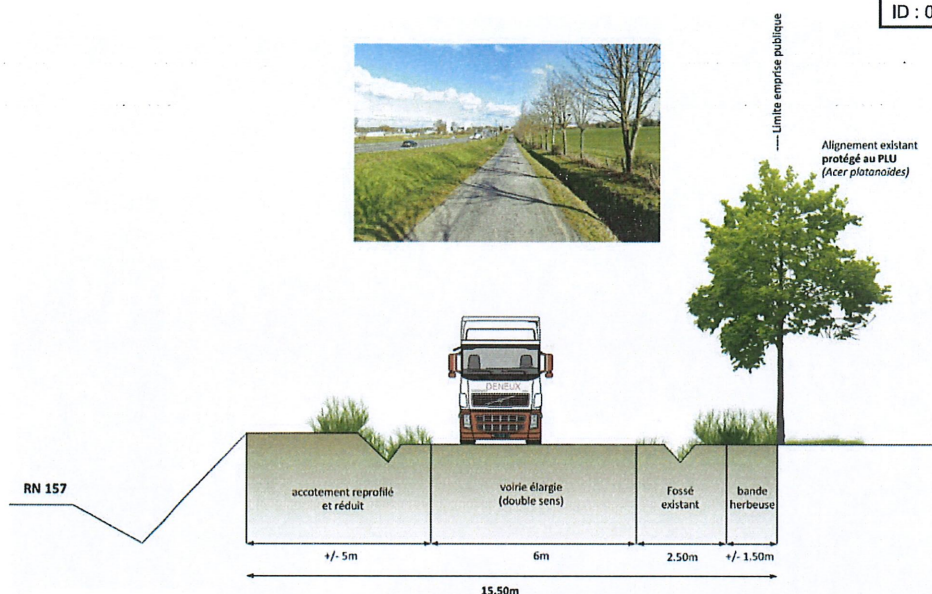 ID : 0
Limite emprise publique
Alignement existant
protégé au PLU
(Acer platanoides)
DENEUX
RN 157
accotement reprofilé
et réduit
voirie élargie
(double sens)
Fossé
existant
bande
herbeuse
+/- 5m
6m
2.50m
+/- 1.50m
15.50m